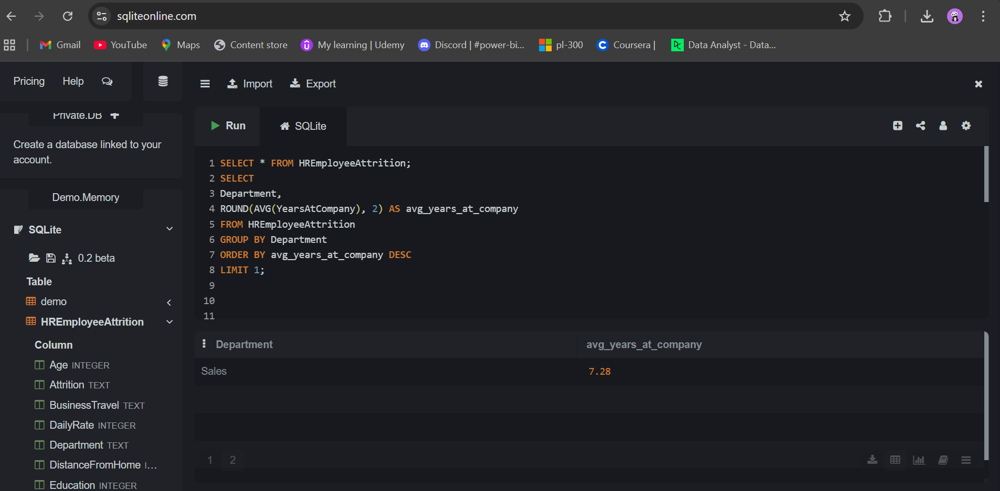 sqliteonline.com
Gmail
YouTube
Maps
Content store
My learning | Udemy
Discord | #power-bi...
pl-300
Coursera |
Data Analyst - Data...
Pricing
Help
Import
Export
Private.DB
Create a database linked to your
account.
Demo.Memory
SQLite
0.2 beta
Table
demo
HREmployeeAttrition
Column
Age INTEGER
Attrition TEXT
BusinessTravel TEXT
DailyRate INTEGER
Department TEXT
DistanceFromHome I...
Education INTEGER
Run
SQLite
1 SELECT * FROM HREmployeeAttrition;
2 SELECT
3 Department,
4 ROUND(AVG(YearsAtCompany), 2) AS avg_years_at_company
5 FROM HREmployeeAttrition
6 GROUP BY Department
7 ORDER BY avg_years_at_company DESC
8 LIMIT 1;
9
10
11
Department avg_years_at_company
Sales 7.28
1 2